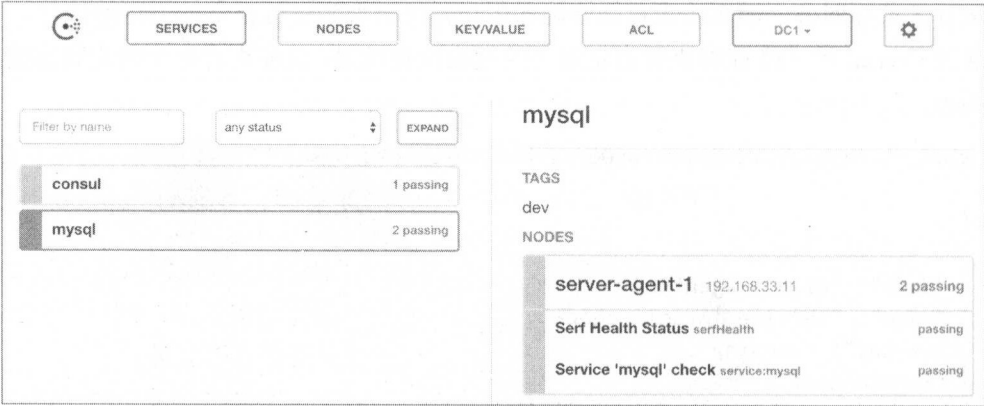 SERVICES NODES KEY/VALUE ACL DC1
Filter by name any status EXPAND
consul 1 passing
mysql 2 passing
mysql
TAGS
dev
NODES
server-agent-1 192.168.33.11 2 passing
Serf Health Status serfHealth passing
Service 'mysql' check service:mysql passing